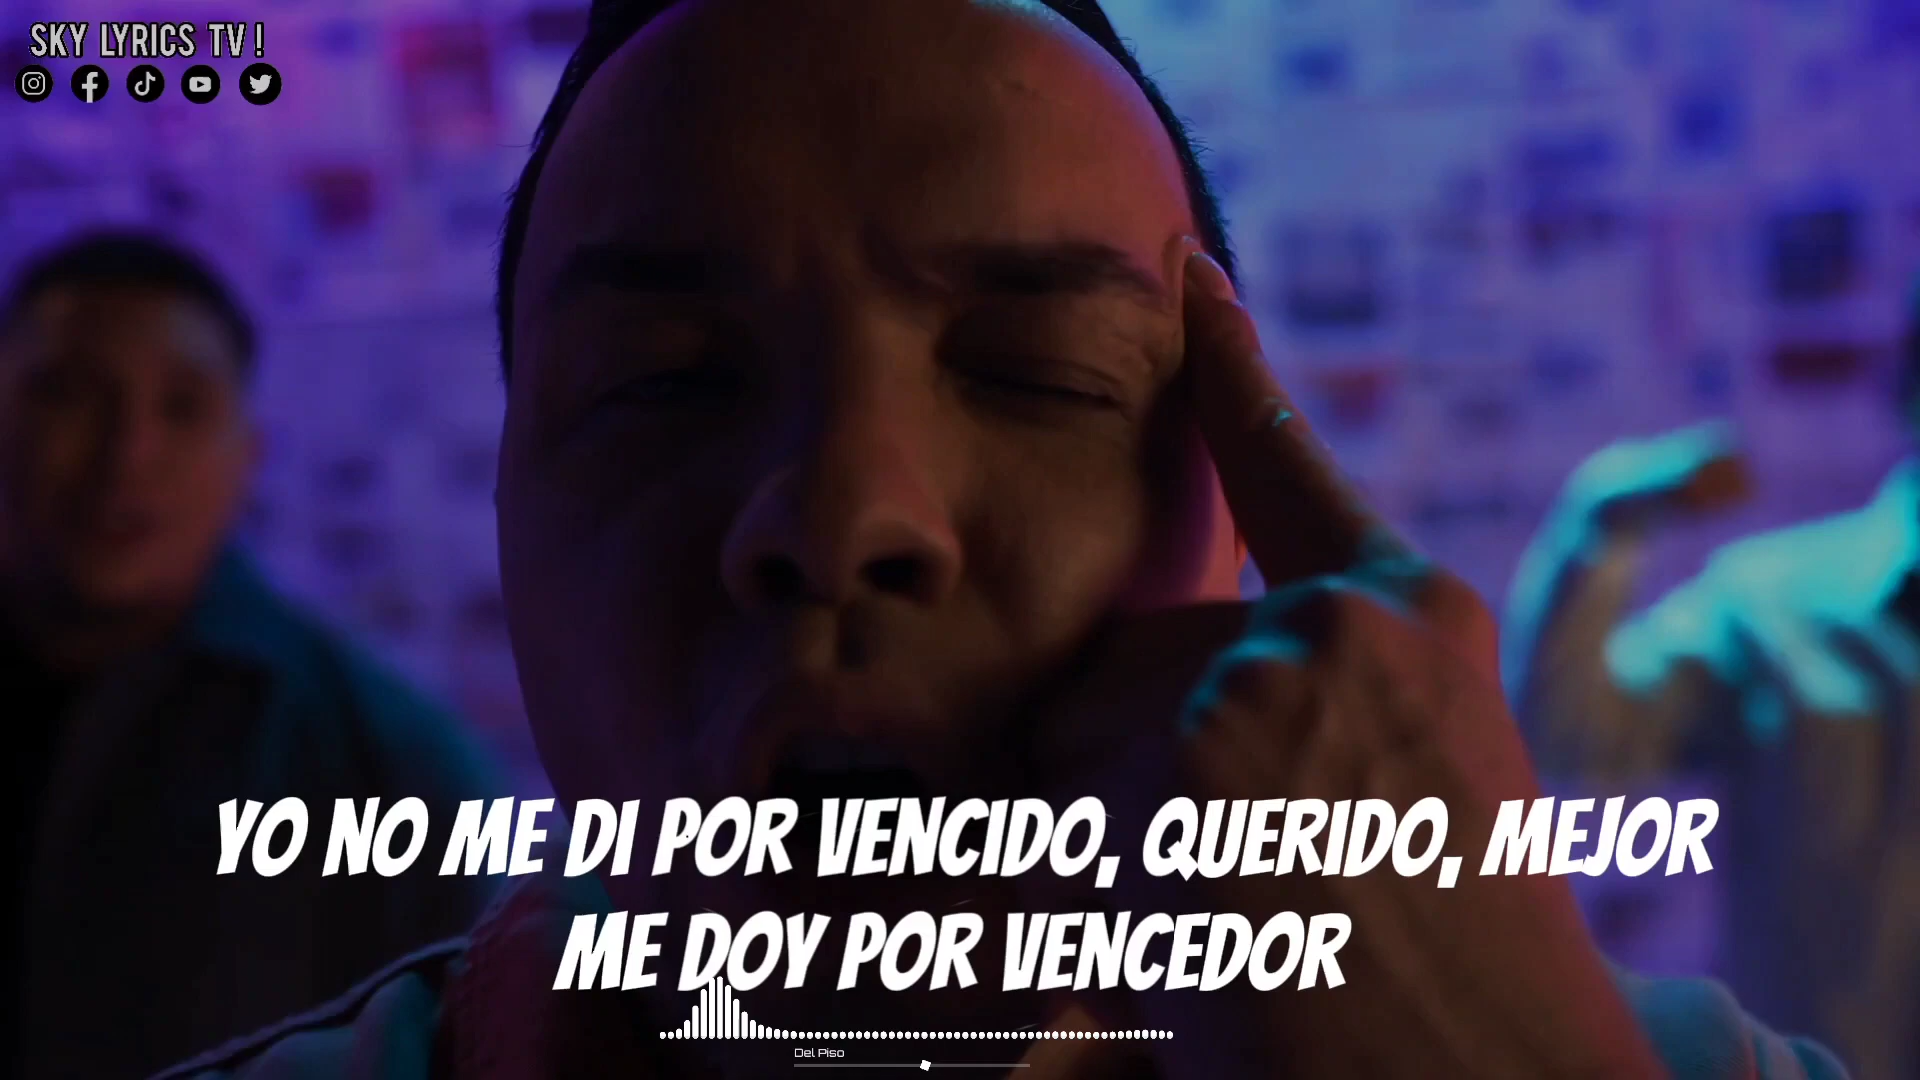 SKY LYRICS TV !
YO NO ME DI POR VENCIDO, QUERIDO, MEJOR
ME DOY POR VENCEDOR
Del Piso